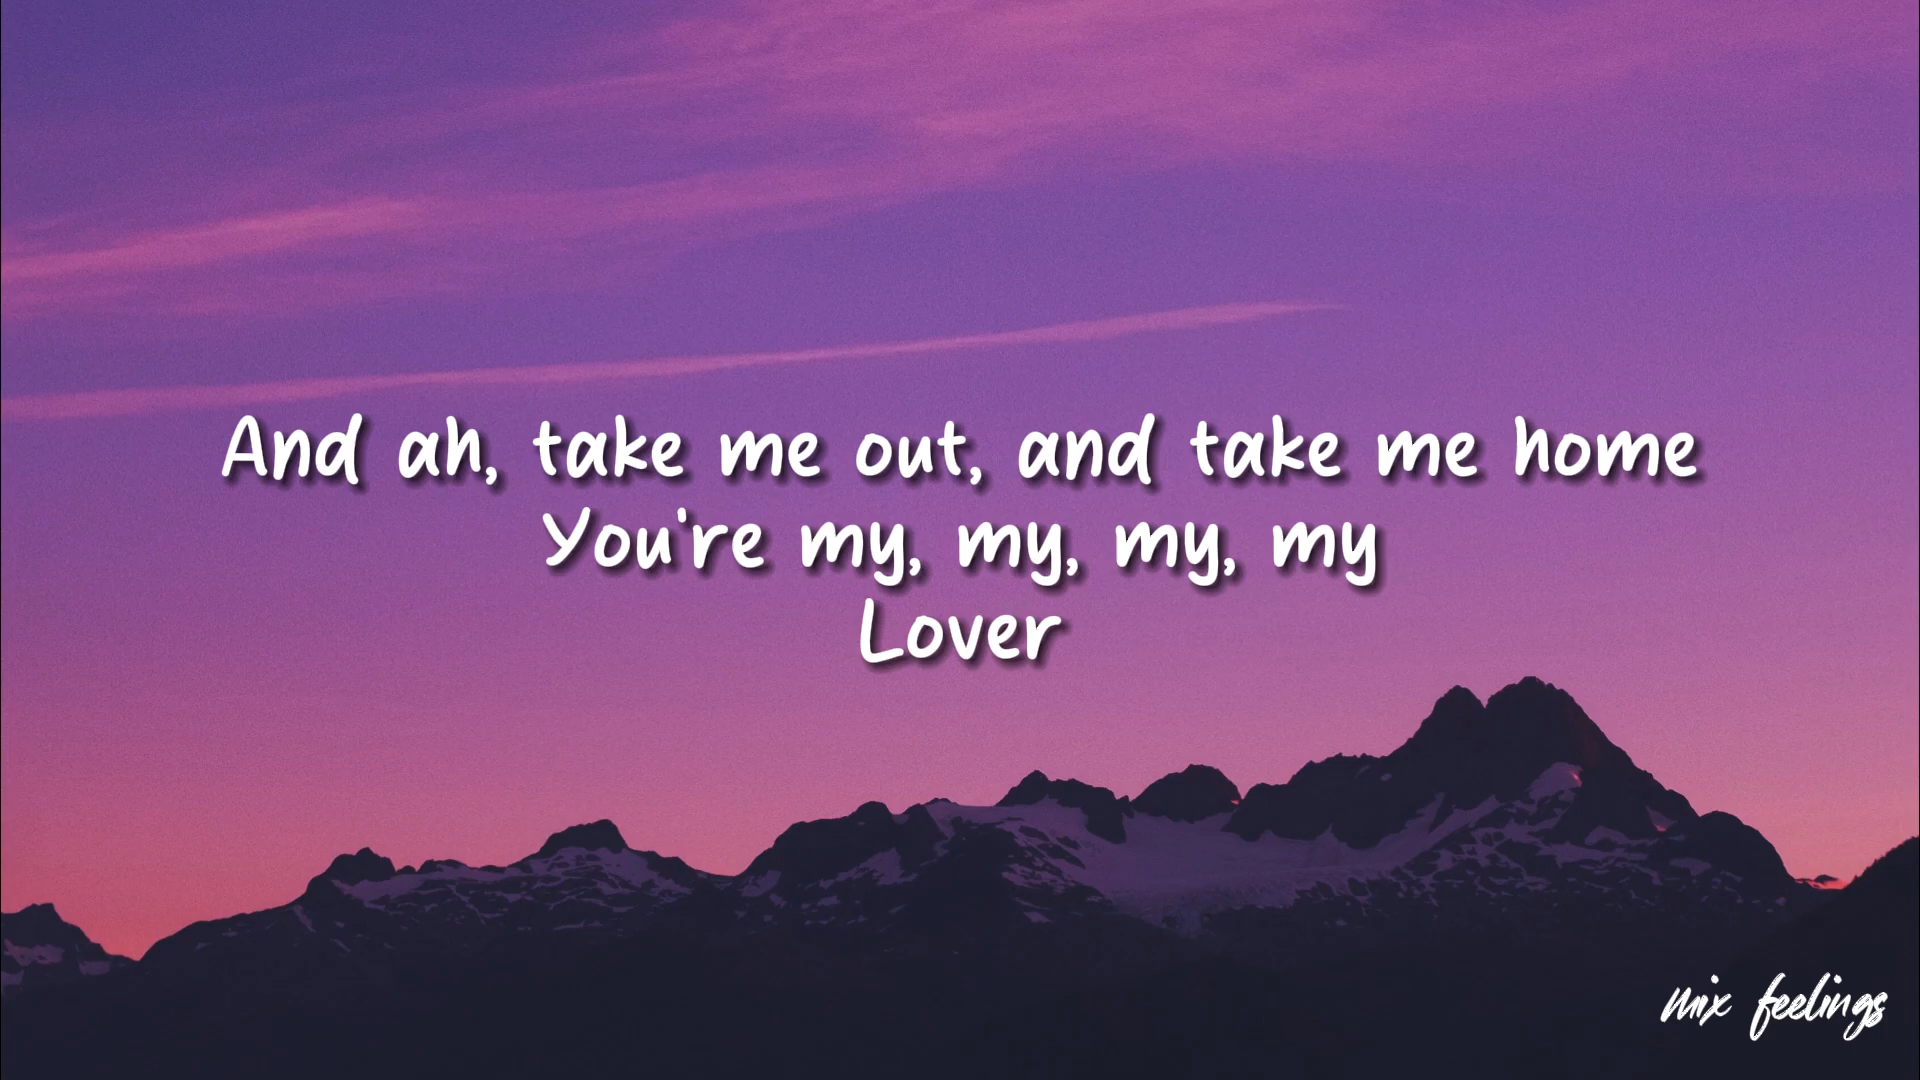 And ah, take me out, and take me home
You're my, my, my, my
Lover
mix feelings